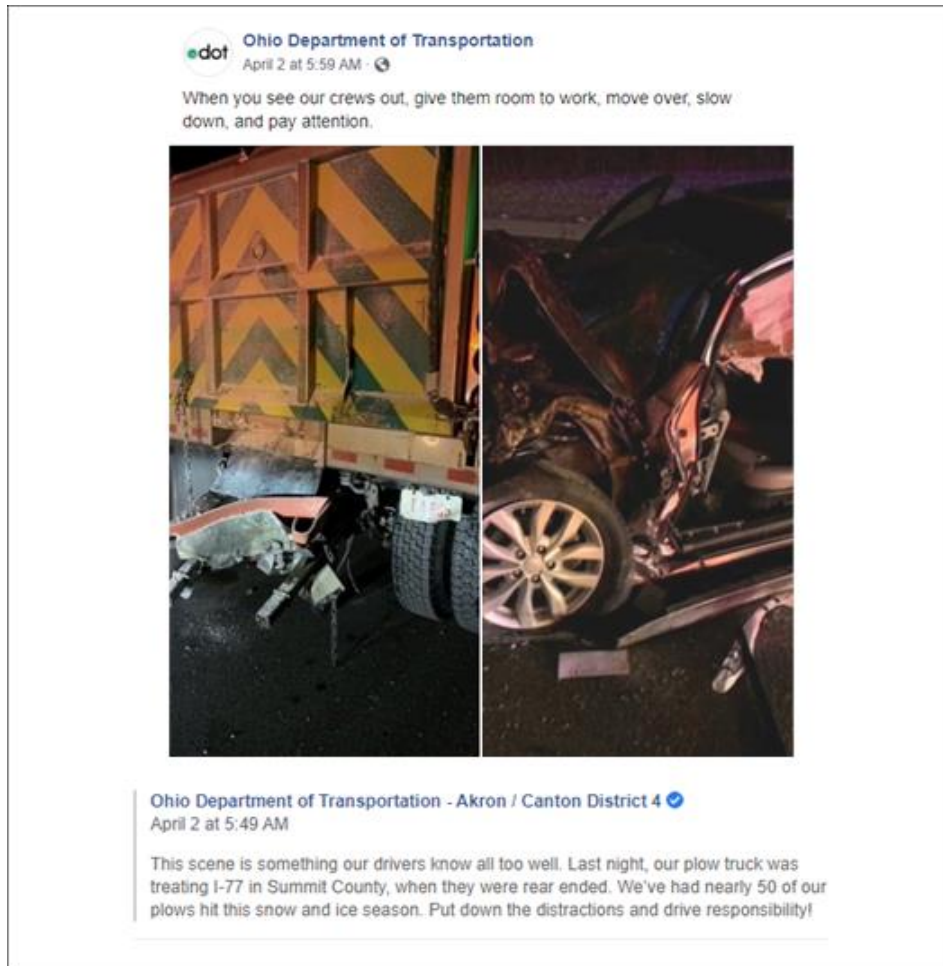 dot
Ohio Department of Transportation
April 2 at 5:59 AM ·
When you see our crews out, give them room to work, move over, slow
down, and pay attention.
Ohio Department of Transportation - Akron / Canton District 4
April 2 at 5:49 AM
This scene is something our drivers know all too well. Last night, our plow truck was
treating I-77 in Summit County, when they were rear ended. We've had nearly 50 of our
plows hit this snow and ice season. Put down the distractions and drive responsibility!